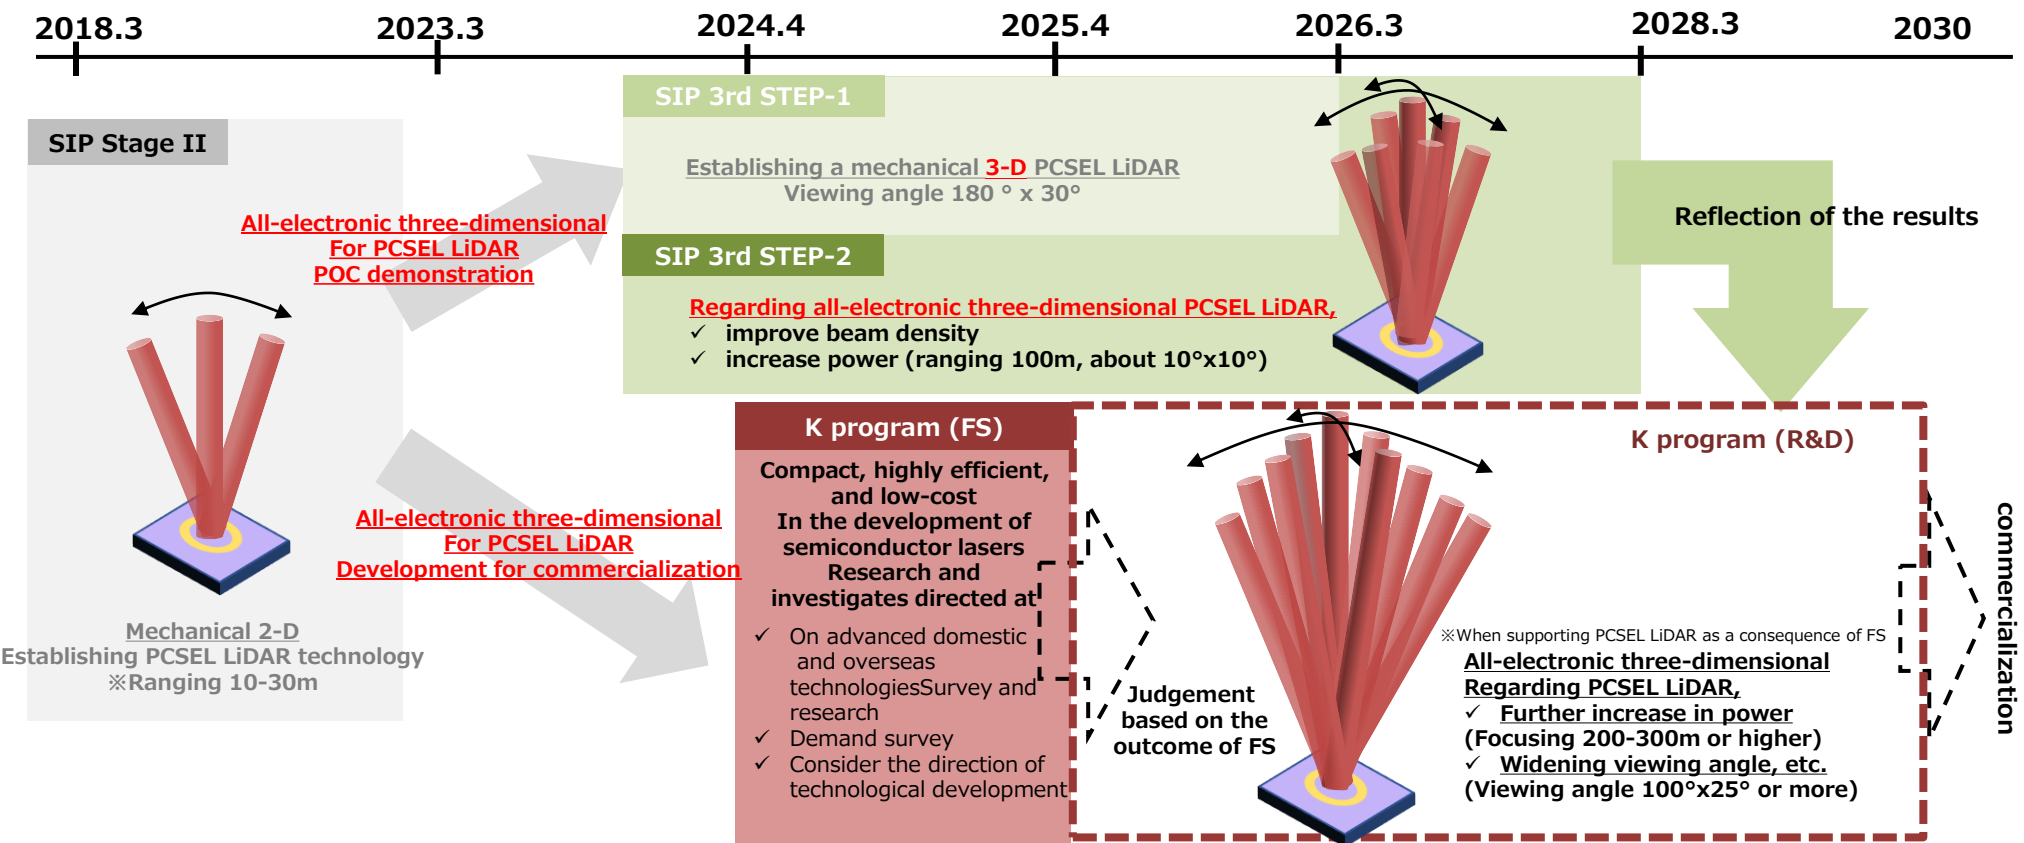 2018.3
2023.3
2024.4
2025.4
2026.3
2028.3
2030
SIP Stage II
Mechanical 2-D
Establishing PCSEL LiDAR technology
※Ranging 10-30m
All-electronic three-dimensional
For PCSEL LiDAR
POC demonstration
All-electronic three-dimensional
For PCSEL LiDAR
Development for commercialization
SIP 3rd STEP-1
Establishing a mechanical 3-D PCSEL LiDAR
Viewing angle 180 ° x 30°
SIP 3rd STEP-2
Regarding all-electronic three-dimensional PCSEL LiDAR,
✓ improve beam density
✓ increase power (ranging 100m, about 10°x10°)
Reflection of the results
K program (FS)
Compact, highly efficient,
and low-cost
In the development of
semiconductor lasers
Research and
investigates directed at
✓ On advanced domestic
and overseas
technologiesSurvey and
research
✓ Demand survey
✓ Consider the direction of
technological development
Judgement
based on the
outcome of FS
K program (R&D)
※When supporting PCSEL LiDAR as a consequence of FS
All-electronic three-dimensional
Regarding PCSEL LiDAR,
✓ Further increase in power
(Focusing 200-300m or higher)
✓ Widening viewing angle, etc.
(Viewing angle 100°x25° or more)
commercialization